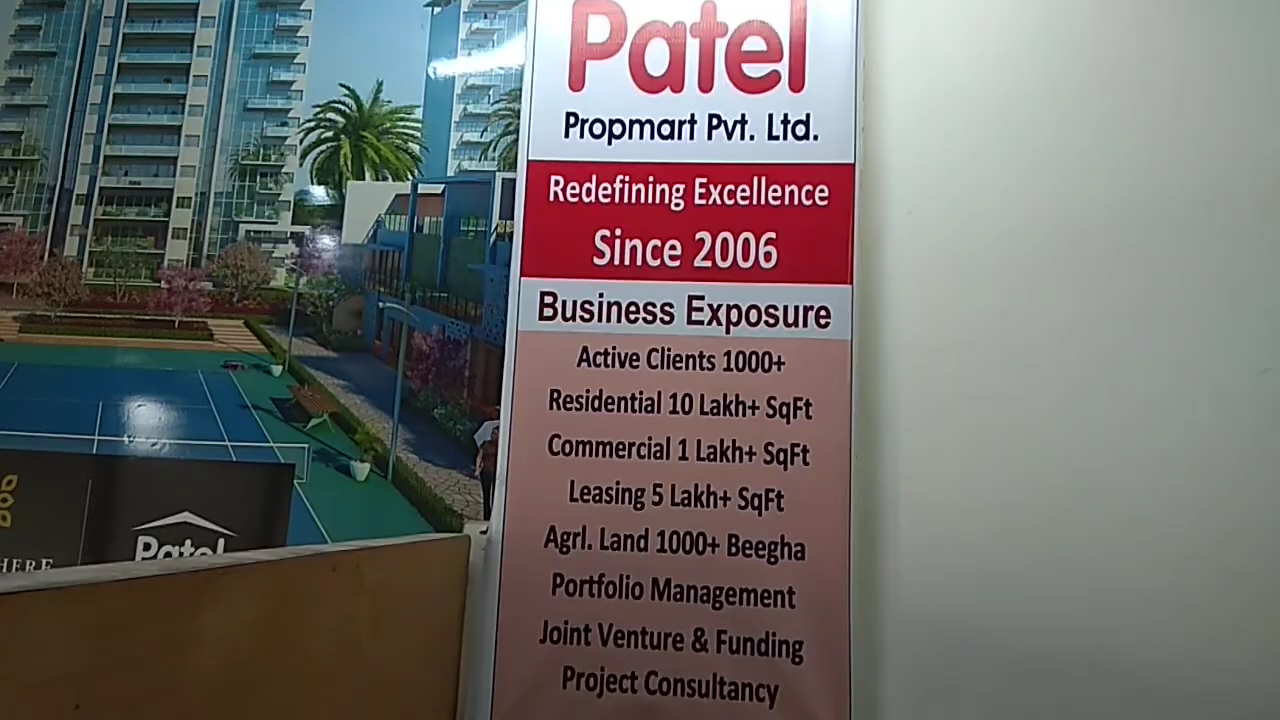 Patel
Propmart Pvt. Ltd.
Redefining Excellence
Since 2006
Business Exposure
Active Clients 1000+
Residential 10 Lakh+ SqFt
Commercial 1 Lakh+ SqFt
Leasing 5 Lakh+ SqFt
Agrl. Land 1000+ Beegha
Portfolio Management
Joint Venture & Funding
Project Consultancy
Patel